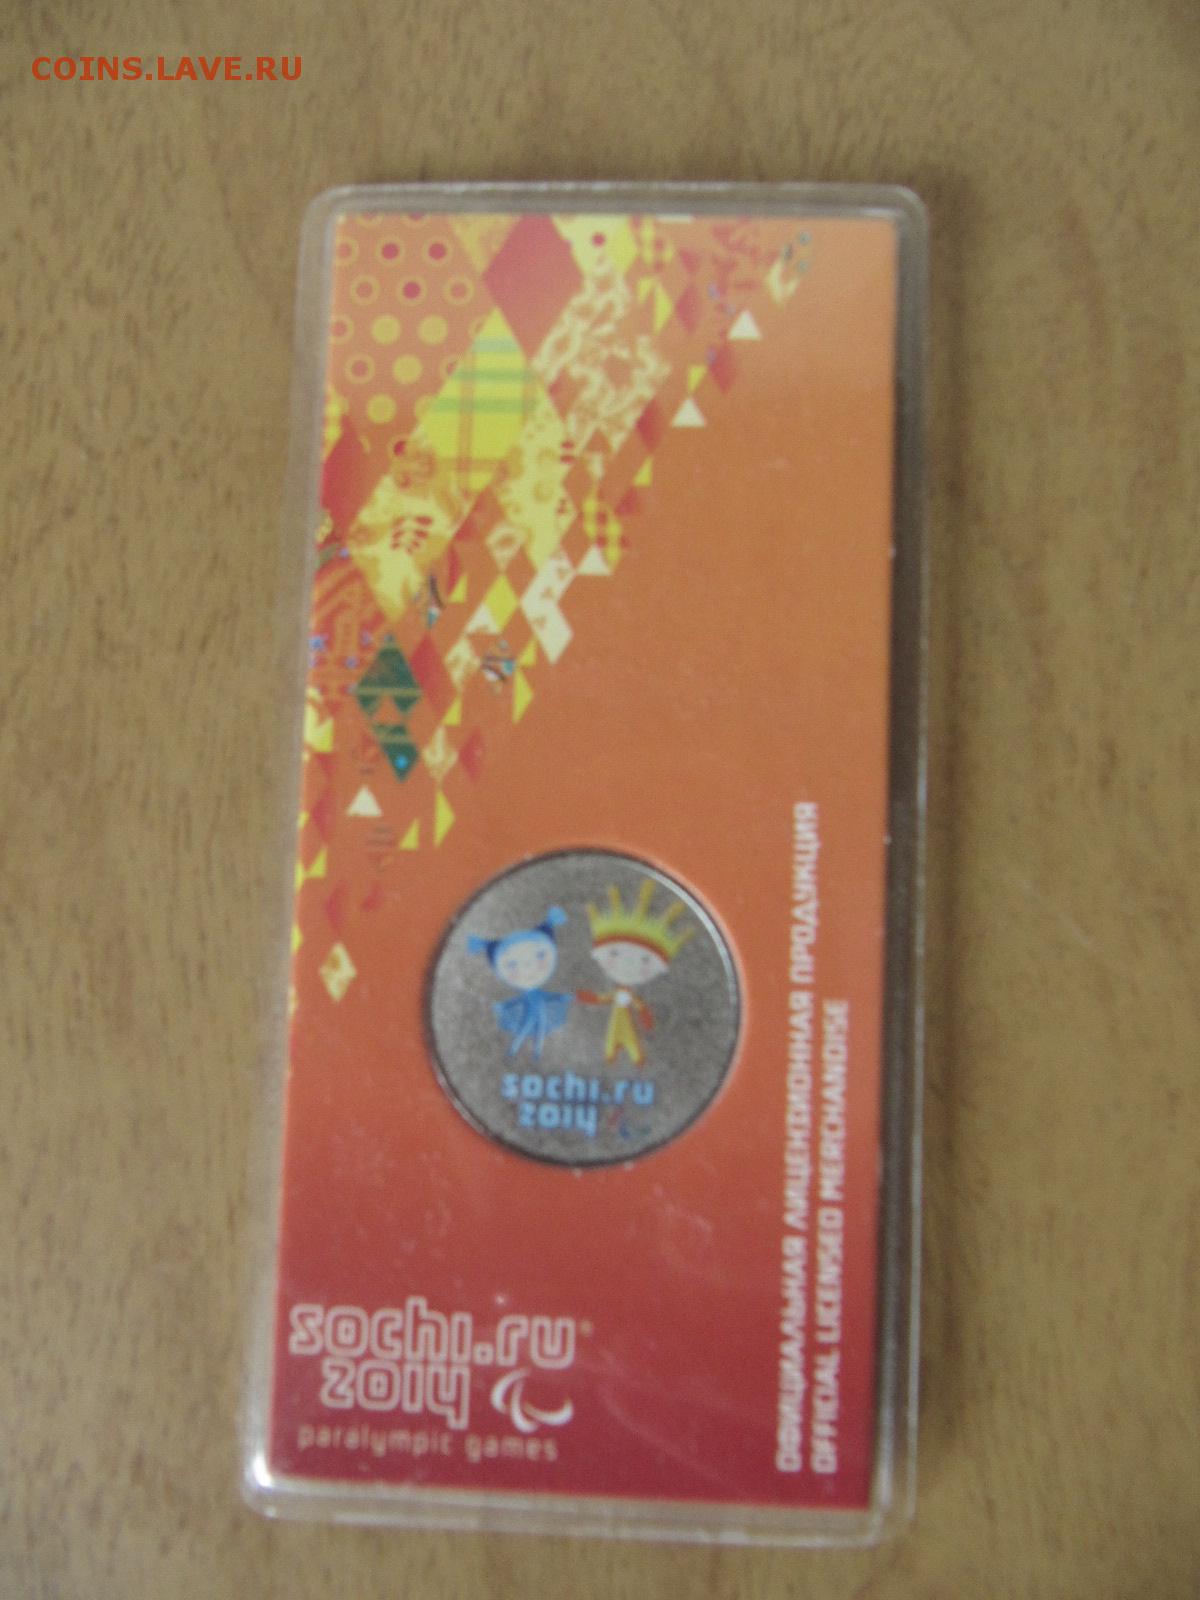 COINS.LAVE.RU
sochi.ru
2014
sochi.ru
2014
paralympic games
ОФИЦИАЛЬНАЯ ЛИЦЕНЗИОННАЯ ПРОДУКЦИЯ
OFFICIAL LICENSED MERCHANDISE